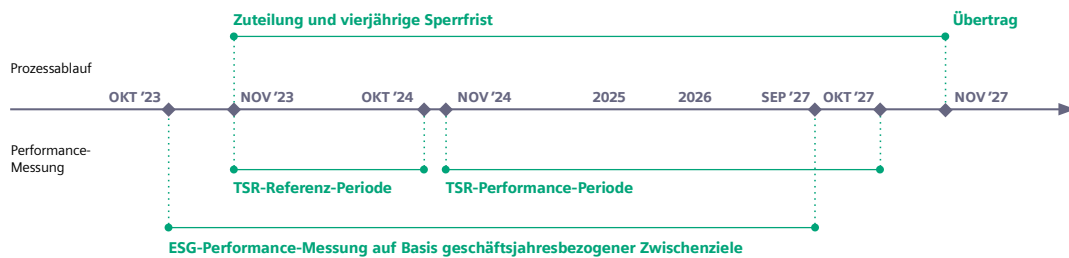 Zuteilung und vierjährige Sperrfrist
Übertrag
Prozessablauf
OKT ’23
NOV ’23
OKT ’24
NOV ’24
2025
2026
SEP ’27
OKT ’27
NOV ’27
Performance-
Messung
TSR-Referenz-Periode
TSR-Performance-Periode
ESG-Performance-Messung auf Basis geschäftsjahresbezogener Zwischenziele